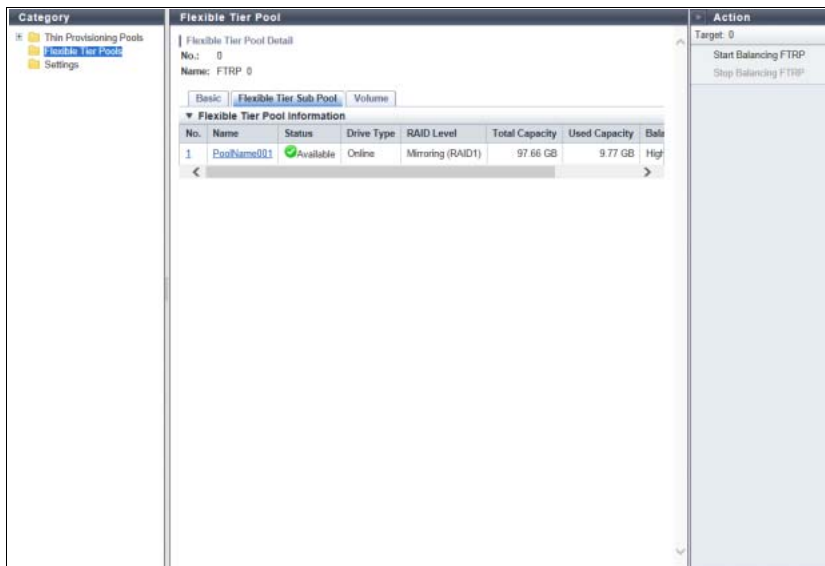 Category
Thin Provisioning Pools
Flexible Tier Pools
Settings
Flexible Tier Pool
Flexible Tier Pool Detail
No.: 0
Name: FTRP 0
Basic Flexible Tier Sub Pool Volume
Flexible Tier Pool Information
No. Name Status Drive Type RAID Level Total Capacity Used Capacity Bala
1 PoolName001 Available Online Mirroring (RAID1) 97.66 GB 9.77 GB High
Action
Target: 0
Start Balancing FTRP
Stop Balancing FTRP